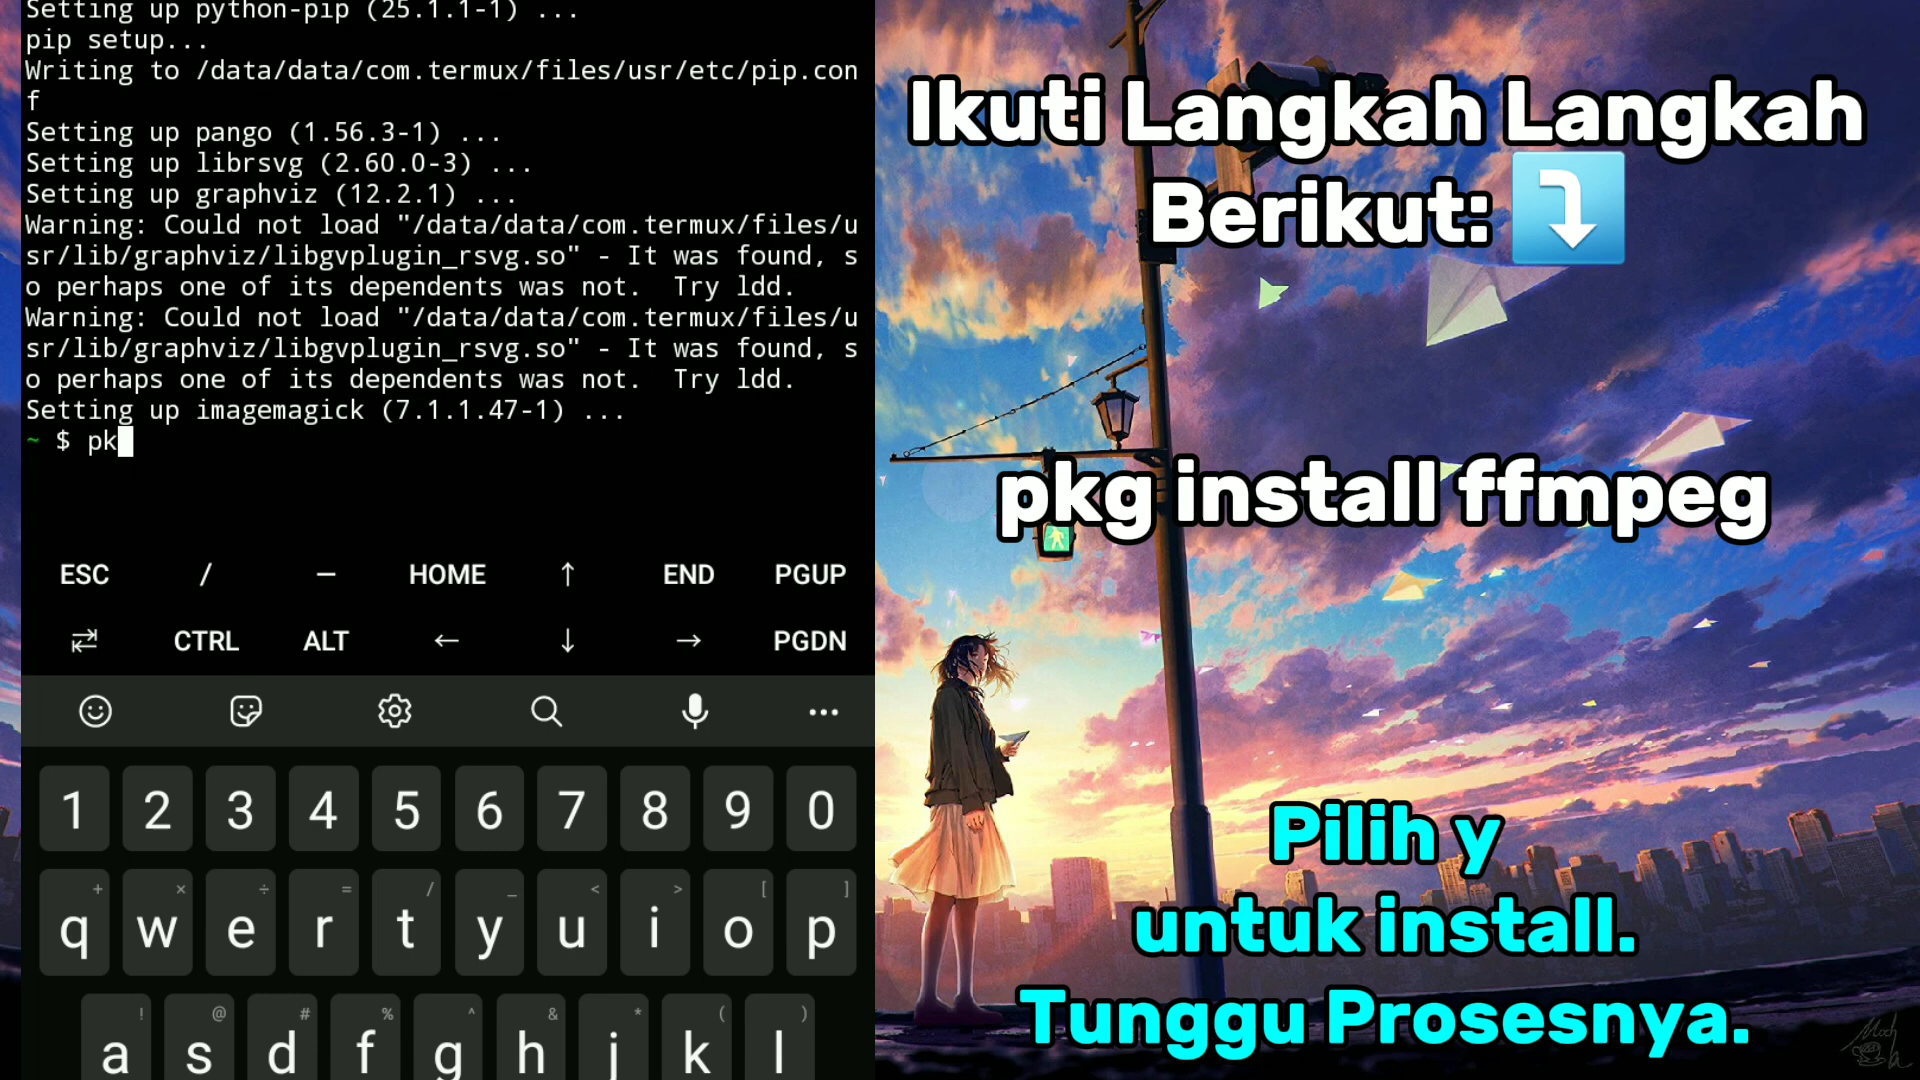 Setting up python-pip (25.1.1-1) ...
pip setup...
Writing to /data/data/com.termux/files/usr/etc/pip.con
f
Setting up pango (1.56.3-1) ...
Setting up librsvg (2.60.0-3) ...
Setting up graphviz (12.2.1) ...
Warning: Could not load "/data/data/com.termux/files/u
sr/lib/graphviz/libgvplugin_rsvg.so" - It was found, s
o perhaps one of its dependents was not.  Try ldd.
Warning: Could not load "/data/data/com.termux/files/u
sr/lib/graphviz/libgvplugin_rsvg.so" - It was found, s
o perhaps one of its dependents was not.  Try ldd.
Setting up imagemagick (7.1.1.47-1) ...
~ $ pk
ESC / — HOME ↑ END PGUP
CTRL ALT ← ↓ → PGDN
1 2 3 4 5 6 7 8 9 0
+ × ÷ = / _ < > [ ]
q w e r t y u i o p
! @ # % ^ & * ( )
a s d f g h j k l
Ikuti Langkah Langkah
Berikut: ⤵
pkg install ffmpeg
Pilih y
untuk install.
Tunggu Prosesnya.